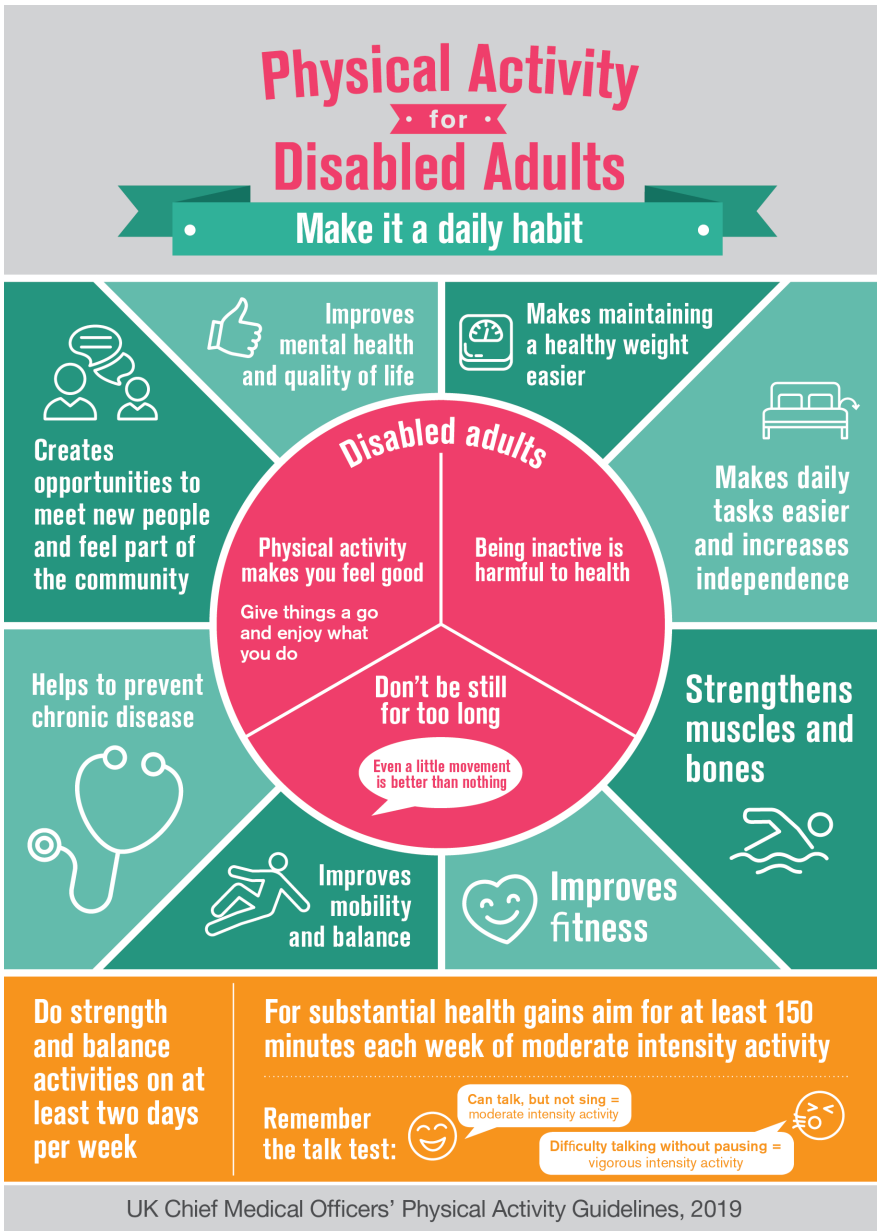 Physical Activity
for
Disabled Adults
Make it a daily habit
Improves
mental health
and quality of life
Makes maintaining
a healthy weight
easier
Creates
opportunities to
meet new people
and feel part of
the community
Makes daily
tasks easier
and increases
independence
Disabled adults
Physical activity
makes you feel good
Give things a go
and enjoy what
you do
Being inactive is
harmful to health
Don't be still
for too long
Even a little movement
is better than nothing
Helps to prevent
chronic disease
Strengthens
muscles and
bones
Improves
mobility
and balance
Improves
fitness
Do strength
and balance
activities on at
least two days
per week
For substantial health gains aim for at least 150
minutes each week of moderate intensity activity
Remember
the talk test:
Can talk, but not sing =
moderate intensity activity
Difficulty talking without pausing =
vigorous intensity activity
UK Chief Medical Officers' Physical Activity Guidelines, 2019